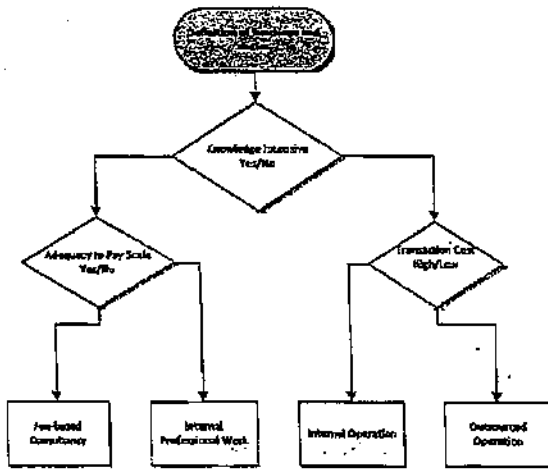 Knowledge Intensive
Yes/No
Adequacy to Pay Scale
Yes/No
Transaction Cost
High/Low
Fee-based
Consultancy
Internal
Professional Work
Internal Operation
Outsourced
Operation